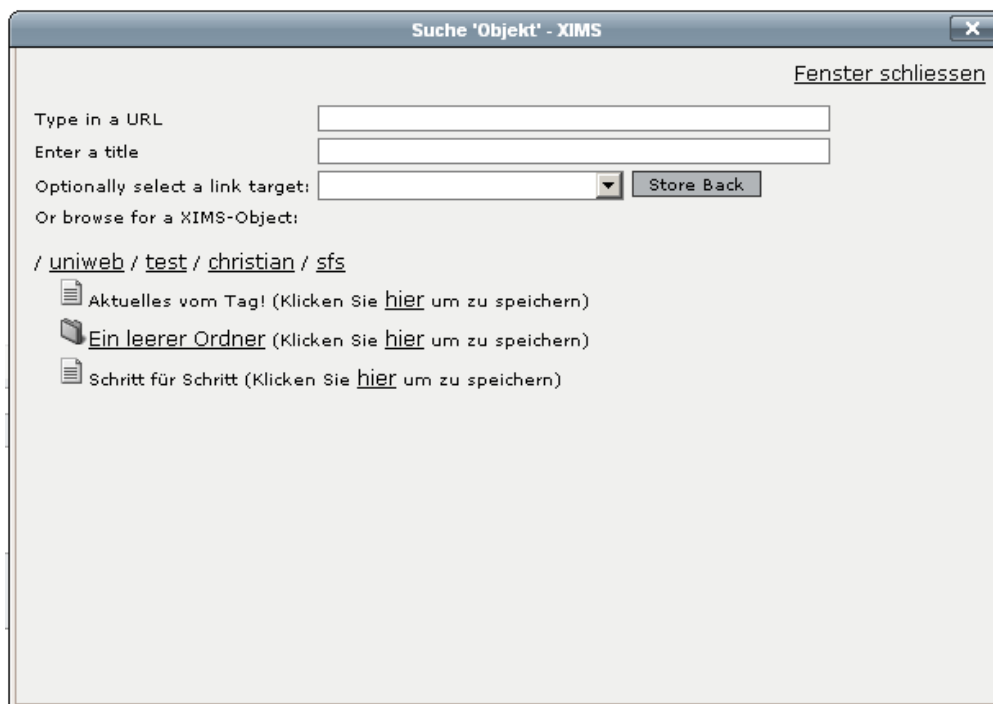 Suche 'Objekt' - XIMS
Fenster schliessen
Type in a URL
Enter a title
Optionally select a link target:
Store Back
Or browse for a XIMS-Object:
/ uniweb / test / christian / sfs
Aktuelles vom Tag! (Klicken Sie hier um zu speichern)
Ein leerer Ordner (Klicken Sie hier um zu speichern)
Schritt für Schritt (Klicken Sie hier um zu speichern)